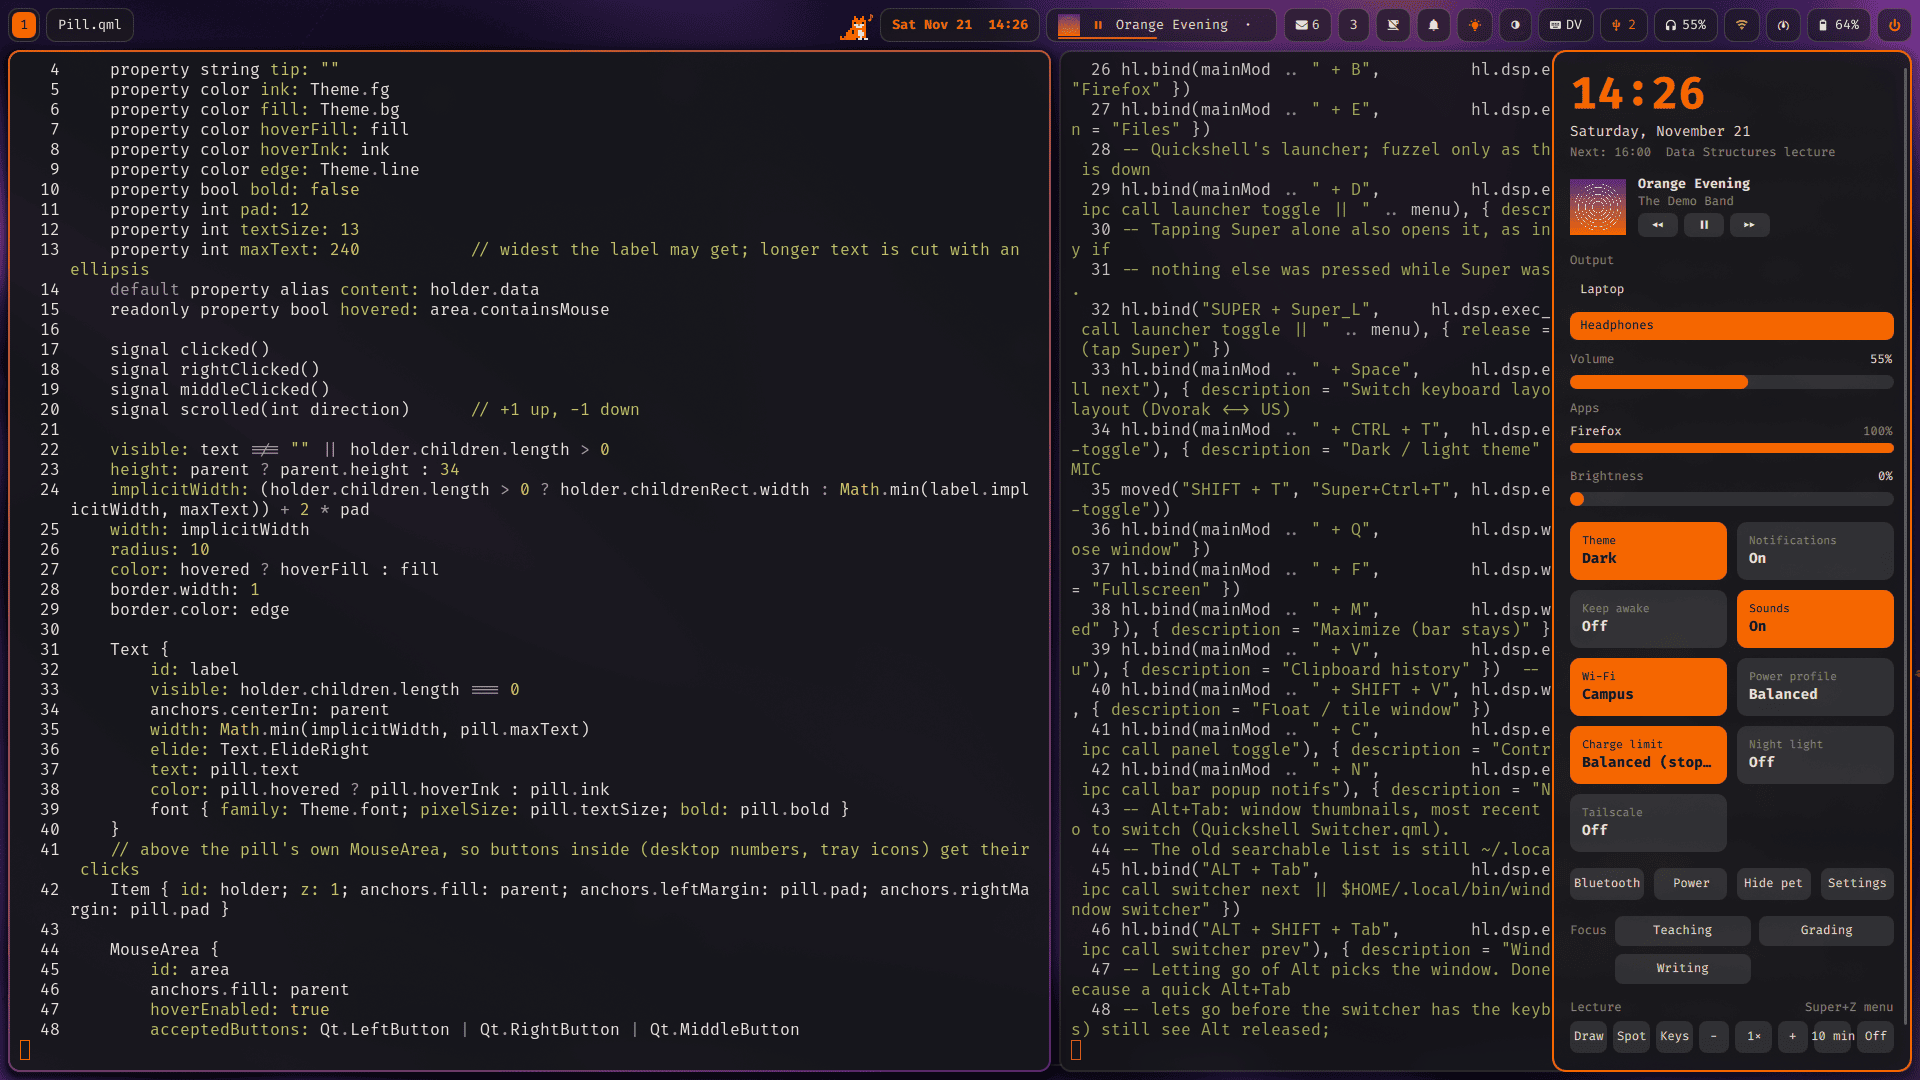 1
Pill.qml
Sat Nov 21 14:26
Orange Evening ·
6
3
DV
2
55%
64%
4 property string tip: ""
5 property color ink: Theme.fg
6 property color fill: Theme.bg
7 property color hoverFill: fill
8 property color hoverInk: ink
9 property color edge: Theme.line
10 property bool bold: false
11 property int pad: 12
12 property int textSize: 13
13 property int maxText: 240 // widest the label may get; longer text is cut with an
ellipsis
14 default property alias content: holder.data
15 readonly property bool hovered: area.containsMouse
16
17 signal clicked()
18 signal rightClicked()
19 signal middleClicked()
20 signal scrolled(int direction) // +1 up, -1 down
21
22 visible: text !== "" || holder.children.length > 0
23 height: parent ? parent.height : 34
24 implicitWidth: (holder.children.length > 0 ? holder.childrenRect.width : Math.min(label.impl
icitWidth, maxText)) + 2 * pad
25 width: implicitWidth
26 radius: 10
27 color: hovered ? hoverFill : fill
28 border.width: 1
29 border.color: edge
30
31 Text {
32 id: label
33 visible: holder.children.length === 0
34 anchors.centerIn: parent
35 width: Math.min(implicitWidth, pill.maxText)
36 elide: Text.ElideRight
37 text: pill.text
38 color: pill.hovered ? pill.hoverInk : pill.ink
39 font { family: Theme.font; pixelSize: pill.textSize; bold: pill.bold }
40 }
41 // above the pill's own MouseArea, so buttons inside (desktop numbers, tray icons) get their
clicks
42 Item { id: holder; z: 1; anchors.fill: parent; anchors.leftMargin: pill.pad; anchors.rightMa
rgin: pill.pad }
43
44 MouseArea {
45 id: area
46 anchors.fill: parent
47 hoverEnabled: true
48 acceptedButtons: Qt.LeftButton | Qt.RightButton | Qt.MiddleButton
26 hl.bind(mainMod .. " + B", hl.dsp.e
"Firefox" })
27 hl.bind(mainMod .. " + E", hl.dsp.e
n = "Files" })
28 -- Quickshell's launcher; fuzzel only as th
is down
29 hl.bind(mainMod .. " + D", hl.dsp.e
ipc call launcher toggle || " .. menu), { descr
30 -- Tapping Super alone also opens it, as in
y if
31 -- nothing else was pressed while Super was
.
32 hl.bind("SUPER + Super_L", hl.dsp.exec_
call launcher toggle || " .. menu), { release =
(tap Super)" })
33 hl.bind(mainMod .. " + Space", hl.dsp.e
ll next"), { description = "Switch keyboard layo
layout (Dvorak <-> US)
34 hl.bind(mainMod .. " + CTRL + T", hl.dsp.e
-toggle"), { description = "Dark / light theme"
MIC
35 moved("SHIFT + T", "Super+Ctrl+T", hl.dsp.e
-toggle"))
36 hl.bind(mainMod .. " + Q", hl.dsp.w
ose window" })
37 hl.bind(mainMod .. " + F", hl.dsp.w
= "Fullscreen" })
38 hl.bind(mainMod .. " + M", hl.dsp.w
ed" }), { description = "Maximize (bar stays)" }
39 hl.bind(mainMod .. " + V", hl.dsp.e
u"), { description = "Clipboard history" }) --
40 hl.bind(mainMod .. " + SHIFT + V", hl.dsp.w
, { description = "Float / tile window" })
41 hl.bind(mainMod .. " + C", hl.dsp.e
ipc call panel toggle"), { description = "Contr
42 hl.bind(mainMod .. " + N", hl.dsp.e
ipc call bar popup notifs"), { description = "N
43 -- Alt+Tab: window thumbnails, most recent
o to switch (Quickshell Switcher.qml).
44 -- The old searchable list is still ~/.loca
45 hl.bind("ALT + Tab", hl.dsp.e
ipc call switcher next || $HOME/.local/bin/wind
ndow switcher" })
46 hl.bind("ALT + SHIFT + Tab", hl.dsp.e
ipc call switcher prev"), { description = "Wind
47 -- Letting go of Alt picks the window. Done
ecause a quick Alt+Tab
48 -- lets go before the switcher has the keyb
s) still see Alt released;
14:26
Saturday, November 21
Next: 16:00 Data Structures lecture
Orange Evening
The Demo Band
Output
Laptop
Headphones
Volume 55%
Apps
Firefox 100%
Brightness 0%
Theme
Dark
Notifications
On
Keep awake
Off
Sounds
On
Wi-Fi
Campus
Power profile
Balanced
Charge limit
Balanced (stop…
Night light
Off
Tailscale
Off
Bluetooth Power Hide pet Settings
Focus Teaching Grading
Writing
Lecture Super+Z menu
Draw Spot Keys - 1× + 10 min Off